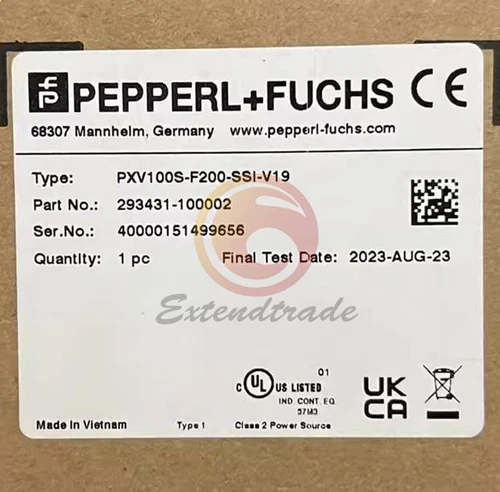 PEPPERL+FUCHS CE
68307 Mannheim, Germany www.pepperl-fuchs.com
Type: PXV100S-F200-SSI-V19
Part No.: 293431-100002
Ser.No.: 40000151499656
Quantity: 1 pc Final Test Date: 2023-AUG-23
Extendtrade
01
C UL US LISTED
IND. CONT. EQ.
57M3
UK
CA
Made in Vietnam Type 1 Class 2 Power Source